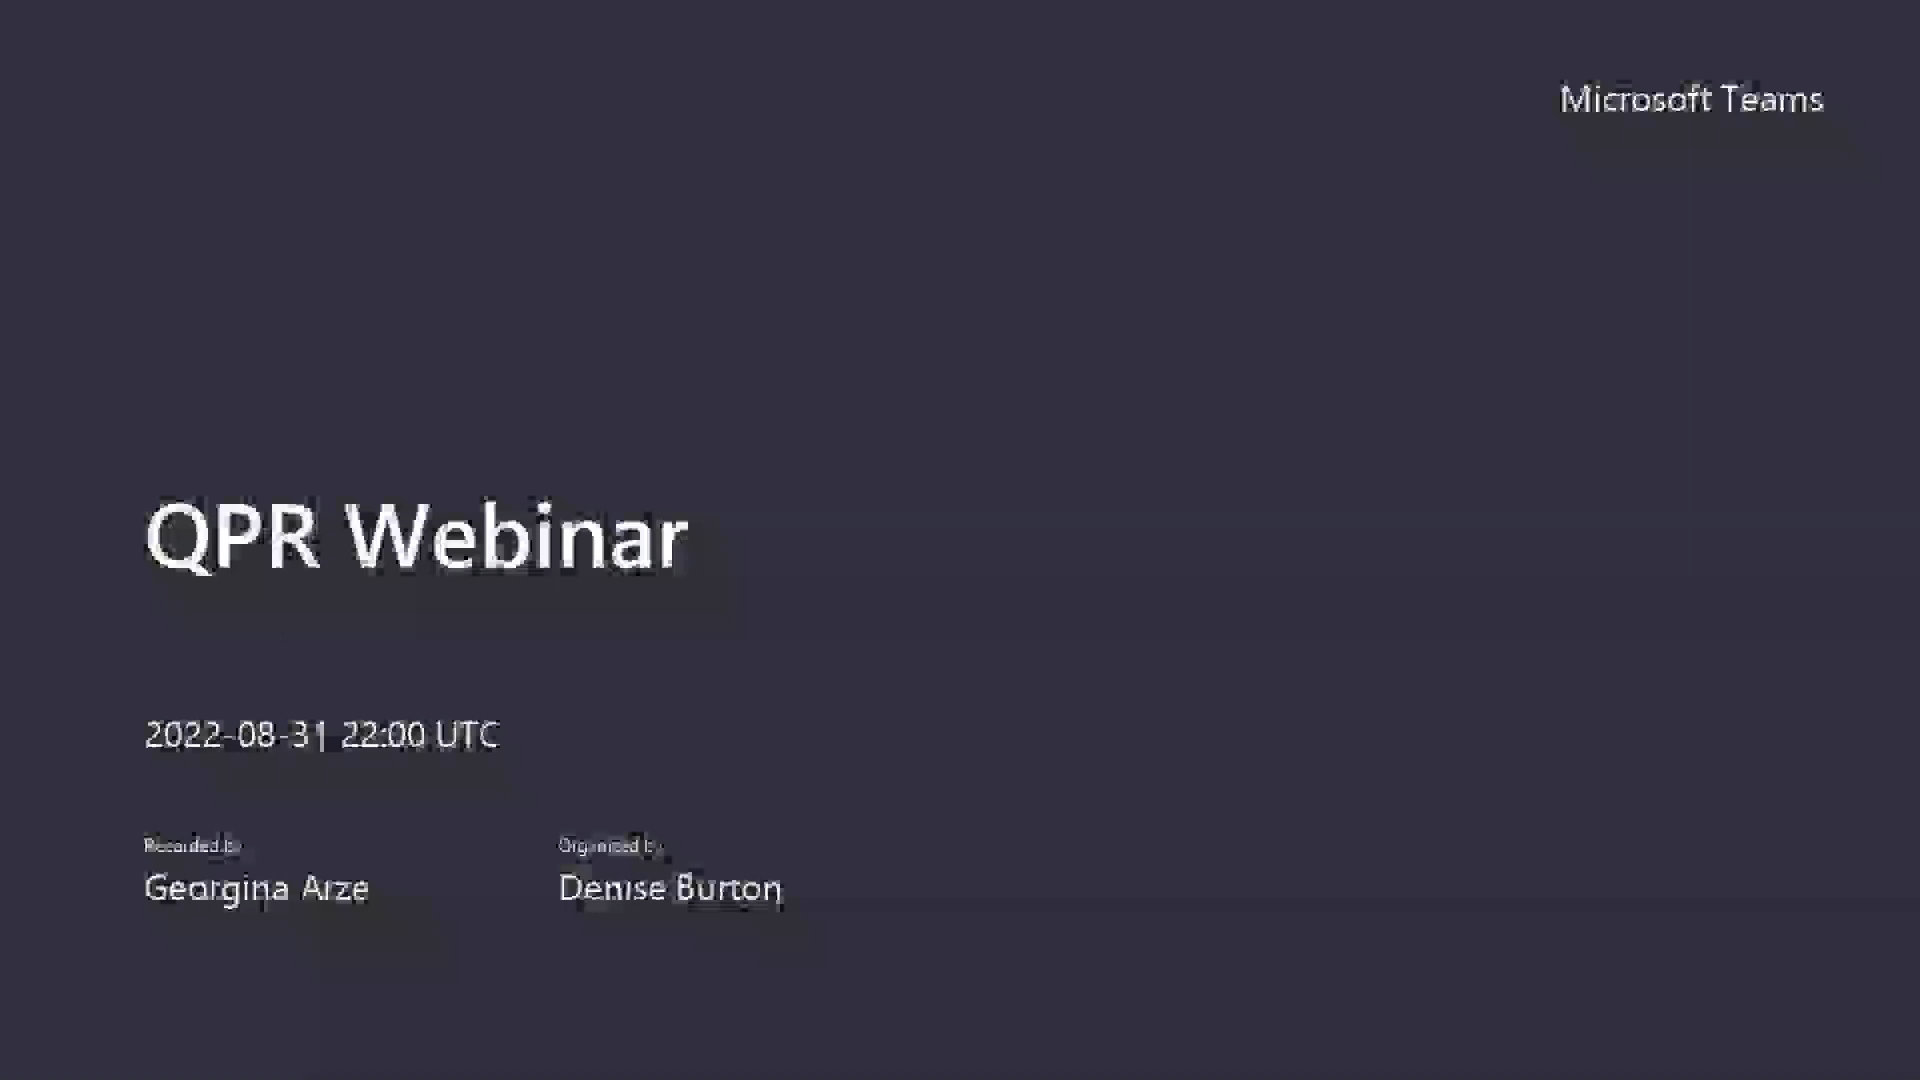 Microsoft Teams
QPR Webinar
2022-08-31 22:00 UTC
Recorded by
Organized by
Georgina Arze
Denise Burton